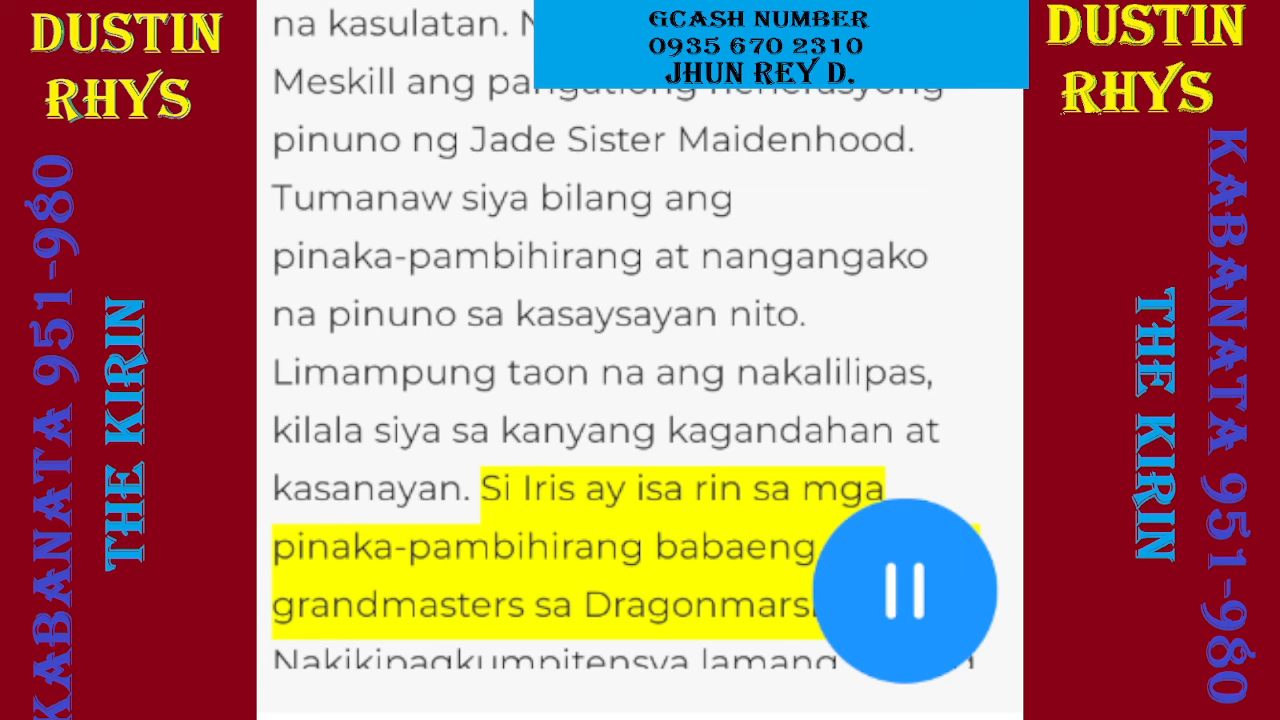 DUSTIN
RHYS
KABANATA 951-980
THE KIRIN
GCASH NUMBER
0935 670 2310
JHUN REY D.
na kasulatan.
Meskill ang
pinuno ng Jade Sister Maidenhood.
Tumanaw siya bilang ang
pinaka-pambihirang at nangangako
na pinuno sa kasaysayan nito.
Limampung taon na ang nakalilipas,
kilala siya sa kanyang kagandahan at
kasanayan. Si Iris ay isa rin sa mga
pinaka-pambihirang babaeng
grandmasters sa
Nakikipagkumpitensya lamang
DUSTIN
RHYS
THE KIRIN
KABANATA 951-980